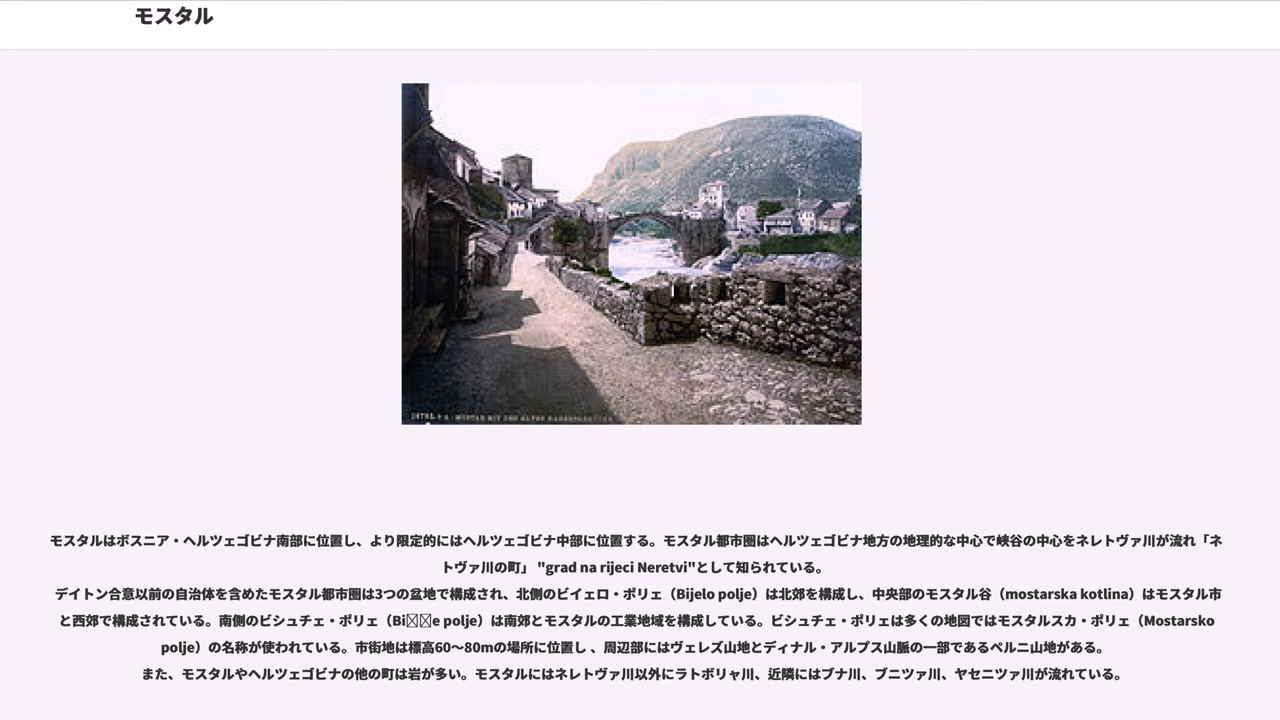 モスタル
モスタルはボスニア・ヘルツェゴビナ南部に位置し、より限定的にはヘルツェゴビナ中部に位置する。モスタル都市圏はヘルツェゴビナ地方の地理的な中心で峡谷の中心をネレトヴァ川が流れ「ネ
トヴァ川の町」 "grad na rijeci Neretvi"として知られている。
デイトン合意以前の自治体を含めたモスタル都市圏は3つの盆地で構成され、北側のビイェロ・ポリェ（Bijelo polje）は北郊を構成し、中央部のモスタル谷（mostarska kotlina）はモスタル市
と西郊で構成されている。南側のビシュチェ・ポリェ（Bi□□e polje）は南郊とモスタルの工業地域を構成している。ビシュチェ・ポリェは多くの地図ではモスタルスカ・ポリェ（Mostarsko
polje）の名称が使われている。市街地は標高60〜80mの場所に位置し 、周辺部にはヴェレズ山地とディナル・アルプス山脈の一部であるペルニ山地がある。
また、モスタルやヘルツェゴビナの他の町は岩が多い。モスタルにはネレトヴァ川以外にラトボリャ川、近隣にはブナ川、ブニツァ川、ヤセニツァ川が流れている。